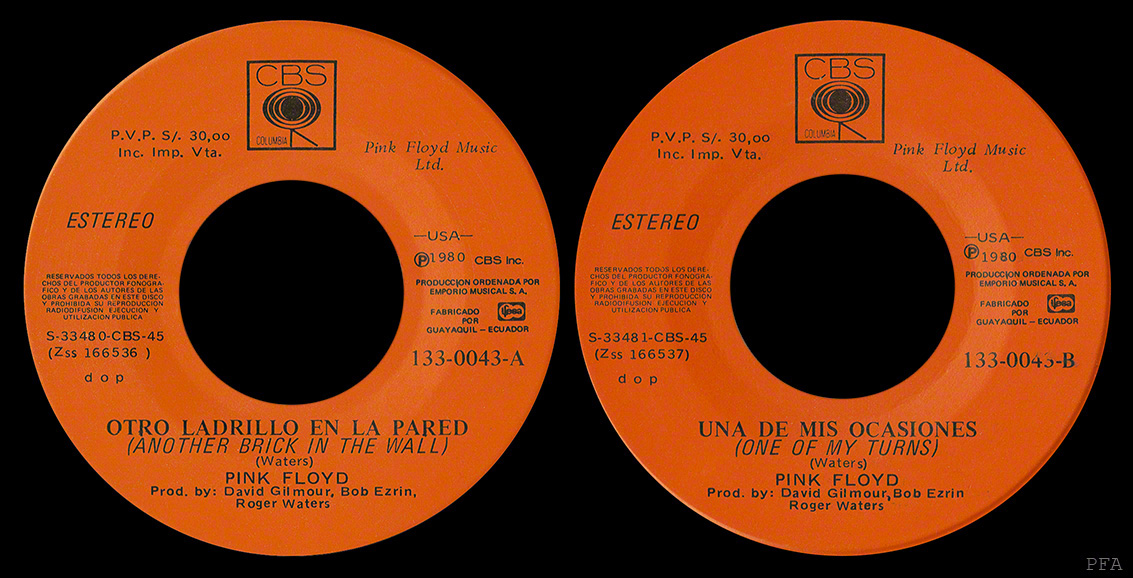 CBS
COLUMBIA
P.V.P. S/. 30,oo
Inc. Imp. Vta.
Pink Floyd Music
Ltd.
ESTEREO
—USA—
Ⓟ1980 CBS Inc.
RESERVADOS TODOS LOS DERE-
CHOS DEL PRODUCTOR FONOGRA-
FICO Y DE LOS AUTORES DE LAS
OBRAS GRABADAS EN ESTE DISCO
Y PROHIBIDA SU REPRODUCCIÓN
RADIODIFUSION EJECUCION Y
UTILIZACION PUBLICA
PRODUCCION ORDENADA POR
EMPORIO MUSICAL S. A.
FABRICADO
POR
ifesa
GUAYAQUIL – ECUADOR
S-33480-CBS-45
(Zss 166536 )
133-0043-A
d o p
OTRO LADRILLO EN LA PARED
(ANOTHER BRICK IN THE WALL)
(Waters)
PINK FLOYD
Prod. by: David Gilmour, Bob Ezrin,
Roger Waters
CBS
COLUMBIA
P.V.P. S/. 30,oo
Inc. Imp. Vta.
Pink Floyd Music
Ltd.
ESTEREO
—USA—
Ⓟ1980 CBS Inc.
RESERVADOS TODOS LOS DERE-
CHOS DEL PRODUCTOR FONOGRA-
FICO Y DE LOS AUTORES DE LAS
OBRAS GRABADAS EN ESTE DISCO
Y PROHIBIDA SU REPRODUCCION
RADIODIFUSION EJECUCION Y
UTILIZACION PUBLICA
PRODUCCION ORDENADA POR
EMPORIO MUSICAL S. A.
FABRICADO
POR
ifesa
GUAYAQUIL – ECUADOR
S-33481-CBS-45
(Zss 166537)
133-0043-B
d o p
UNA DE MIS OCASIONES
(ONE OF MY TURNS)
(Waters)
PINK FLOYD
Prod. by: David Gilmour, Bob Ezrin
Roger Waters
PFA